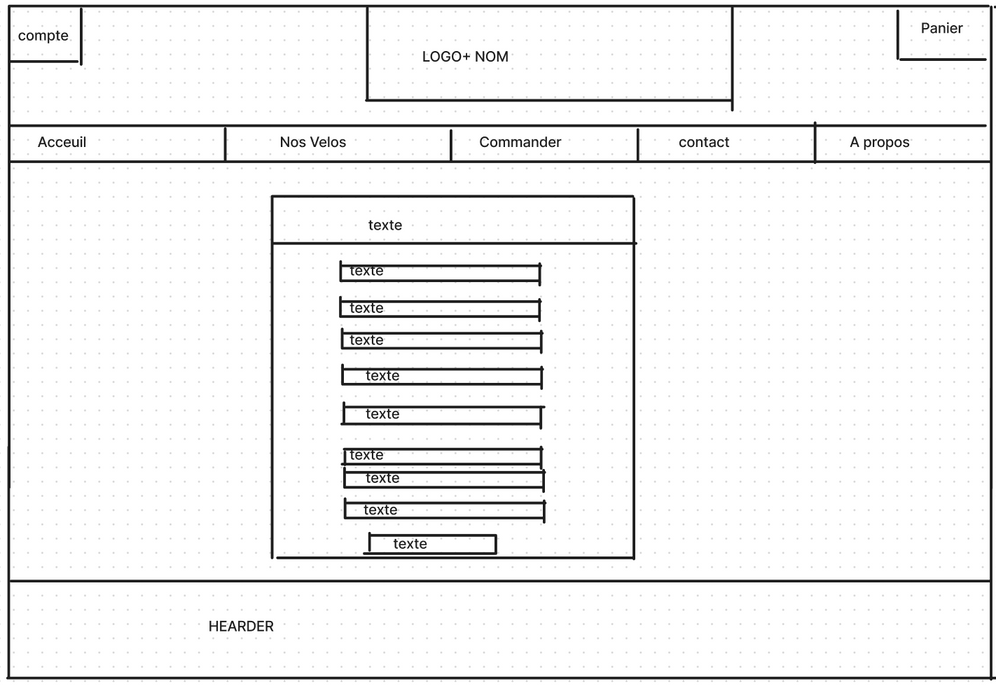 compte
LOGO+ NOM
Panier
Acceuil
Nos Velos
Commander
contact
A propos
texte
texte
texte
texte
texte
texte
texte
texte
texte
texte
HEARDER